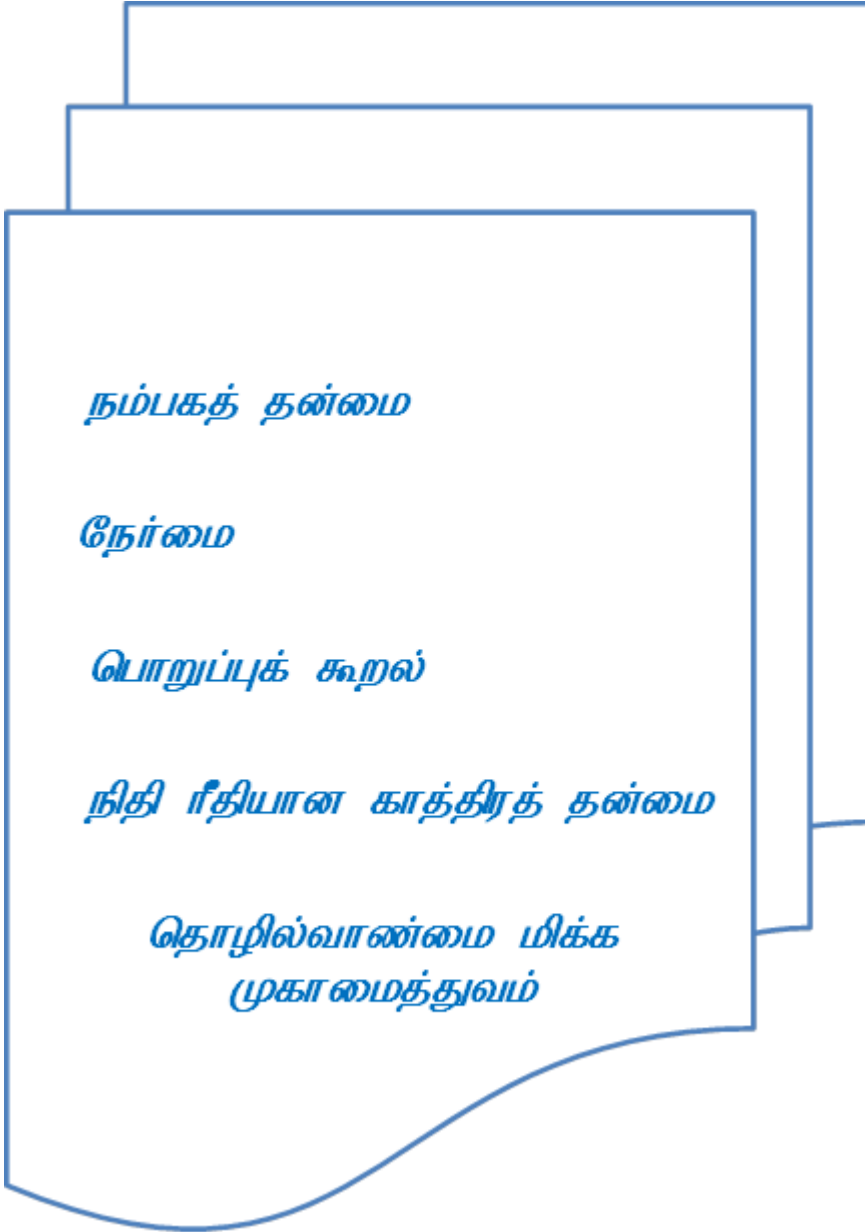 நம்பகத் தன்மை
நேர்மை
பொறுப்புக் கூறல்
நிதி ரீதியான காத்திரத் தன்மை
தொழில்வாண்மை மிக்க
முகாமைத்துவம்